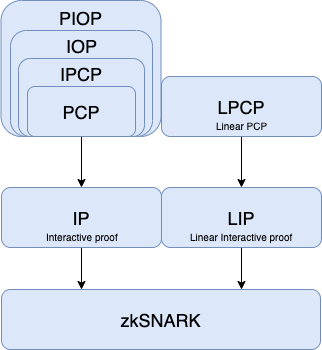 PIOP
IOP
IPCP
PCP
LPCP
Linear PCP
IP
Interactive proof
LIP
Linear Interactive proof
zkSNARK